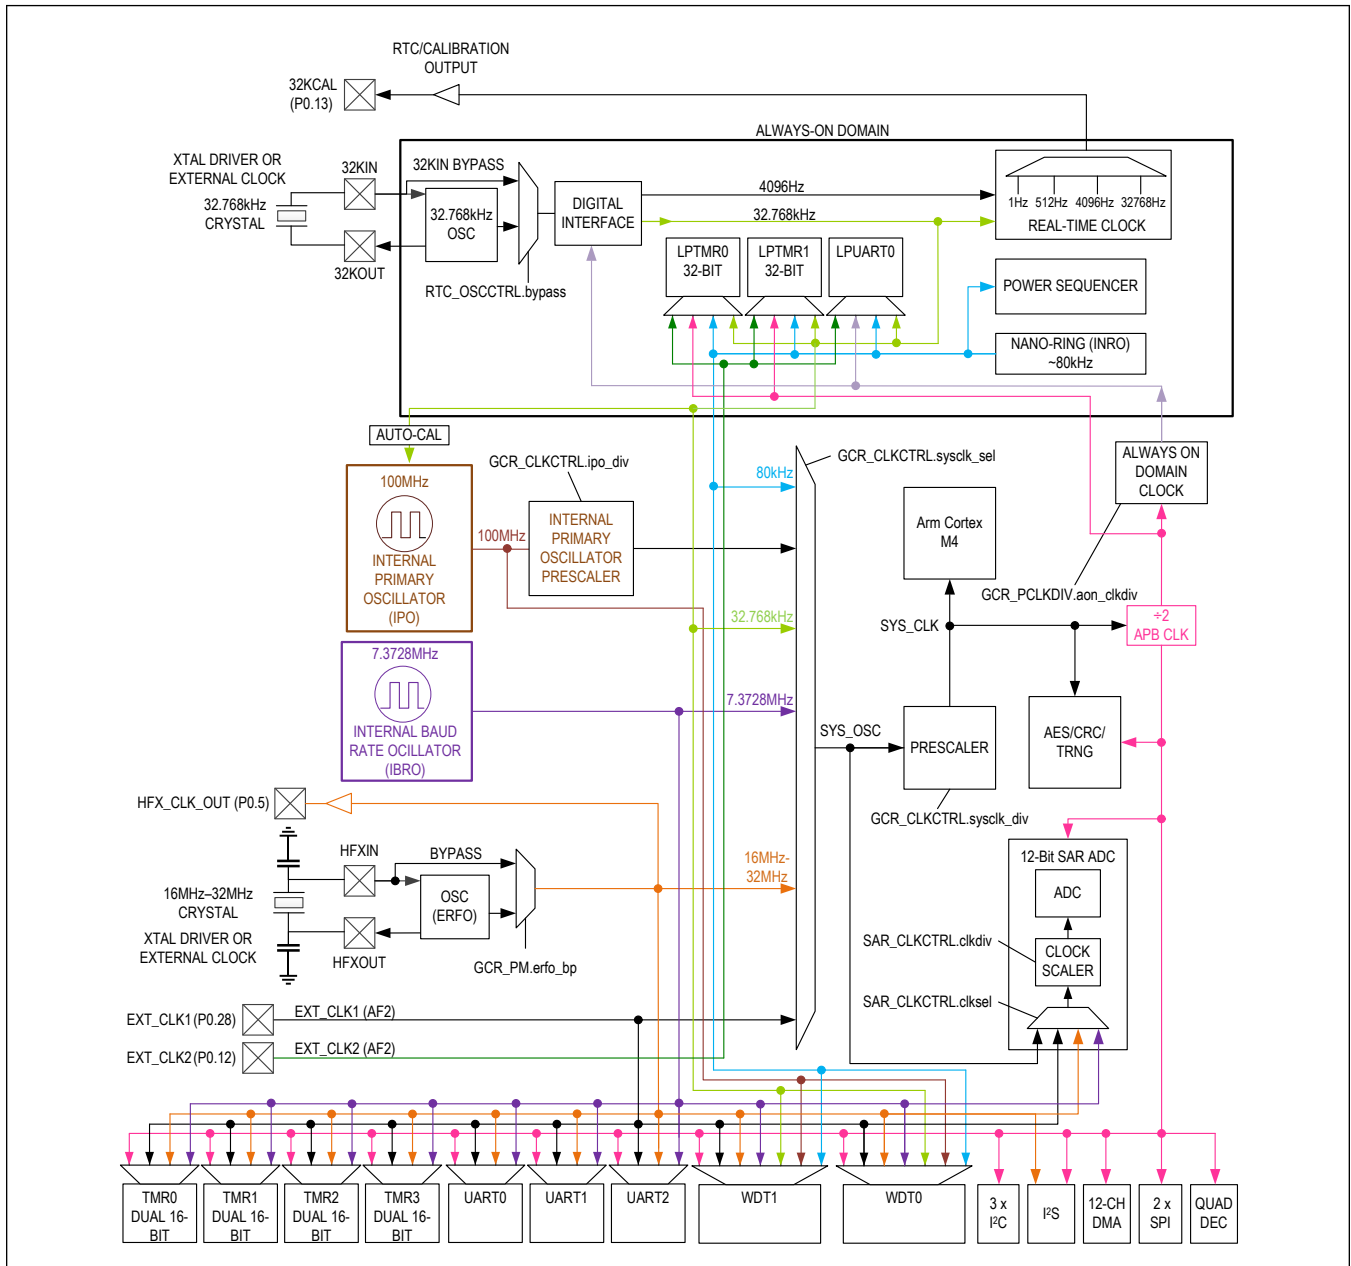 RTC/CALIBRATION
OUTPUT
32KCAL
(P0.13)
ALWAYS-ON DOMAIN
XTAL DRIVER OR
EXTERNAL CLOCK
32KIN
32KIN BYPASS
32.768kHz
CRYSTAL
32.768kHz
OSC
32KOUT
RTC_OSCCTRL.bypass
DIGITAL
INTERFACE
4096Hz
32.768kHz
1Hz
512Hz
4096Hz
32768Hz
REAL-TIME CLOCK
LPTMR0
32-BIT
LPTMR1
32-BIT
LPUART0
POWER SEQUENCER
NANO-RING (INRO)
~80kHz
AUTO-CAL
100MHz
INTERNAL
PRIMARY
OSCILLATOR
(IPO)
100MHz
GCR_CLKCTRL.ipo_div
INTERNAL
PRIMARY
OSCILLATOR
PRESCALER
80kHz
GCR_CLKCTRL.sysclk_sel
Arm Cortex
M4
ALWAYS ON
DOMAIN
CLOCK
GCR_PCLKDIV.aon_clkdiv
32.768kHz
SYS_CLK
÷2
APB CLK
7.3728MHz
INTERNAL BAUD
RATE OCILLATOR
(IBRO)
7.3728MHz
SYS_OSC
PRESCALER
AES/CRC/
TRNG
GCR_CLKCTRL.sysclk_div
HFX_CLK_OUT (P0.5)
HFXIN
BYPASS
16MHz–32MHz
CRYSTAL
OSC
(ERFO)
XTAL DRIVER OR
EXTERNAL CLOCK
HFXOUT
GCR_PM.erfo_bp
16MHz-
32MHz
12-Bit SAR ADC
ADC
SAR_CLKCTRL.clkdiv
CLOCK
SCALER
SAR_CLKCTRL.clksel
EXT_CLK1 (P0.28)
EXT_CLK1 (AF2)
EXT_CLK2 (P0.12)
EXT_CLK2 (AF2)
TMR0
DUAL 16-
BIT
TMR1
DUAL 16-
BIT
TMR2
DUAL 16-
BIT
TMR3
DUAL 16-
BIT
UART0
UART1
UART2
WDT1
WDT0
3 x
I²C
I²S
12-CH
DMA
2 x
SPI
QUAD
DEC